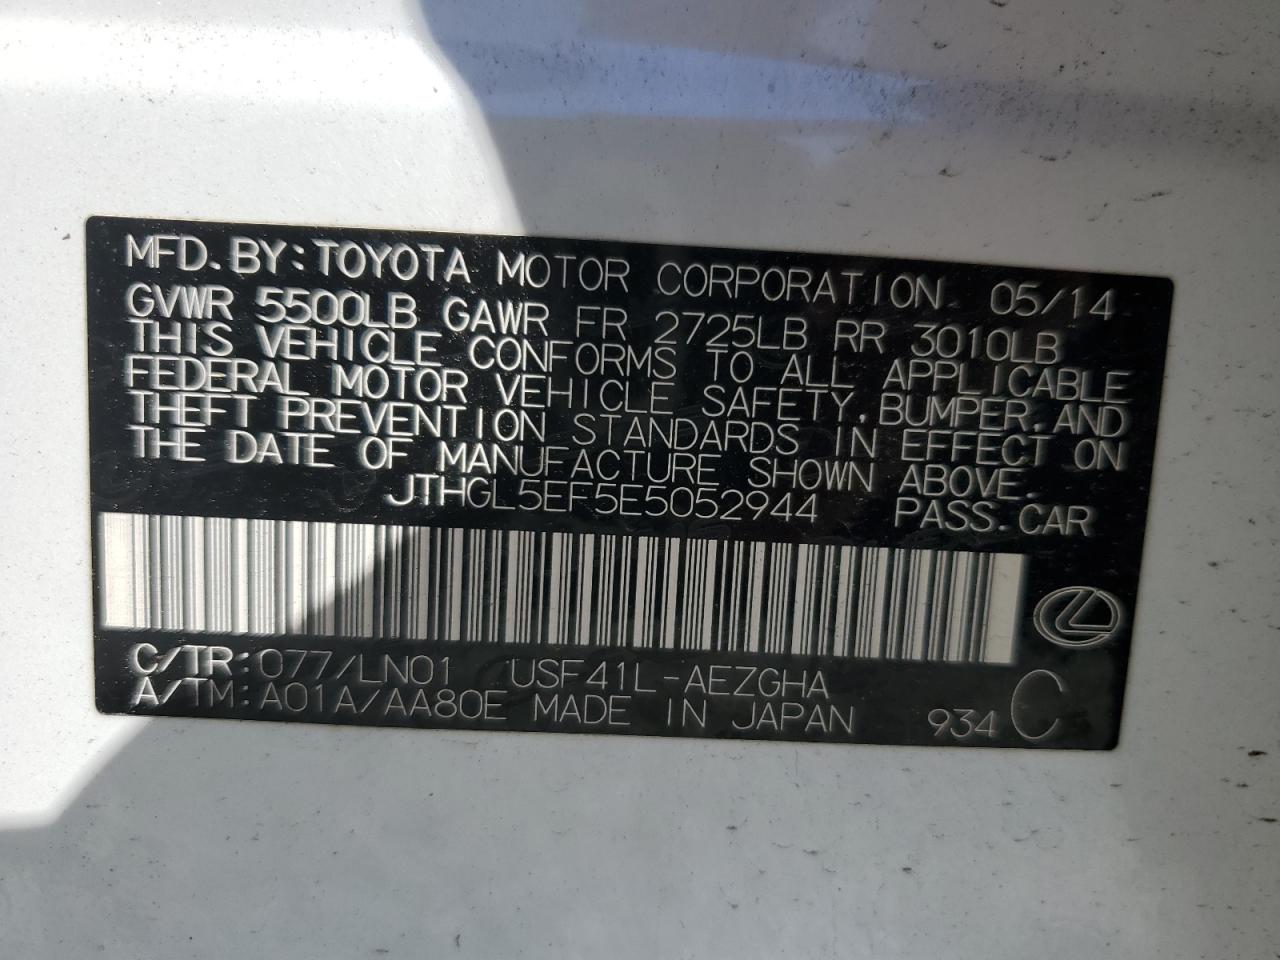 MFD. BY: TOYOTA MOTOR CORPORATION 05/14
GVWR 5500LB GAWR FR 2725LB RR 3010LB
THIS VEHICLE CONFORMS TO ALL APPLICABLE
FEDERAL MOTOR VEHICLE SAFETY, BUMPER, AND
THEFT PREVENTION STANDARDS IN EFFECT ON
THE DATE OF MANUFACTURE SHOWN ABOVE.
JTHGL5EF5E5052944 PASS. CAR
C/TR: 077/LN01 USF41L-AEZGHA
A/TM: A01A/AA80E MADE IN JAPAN 934 C